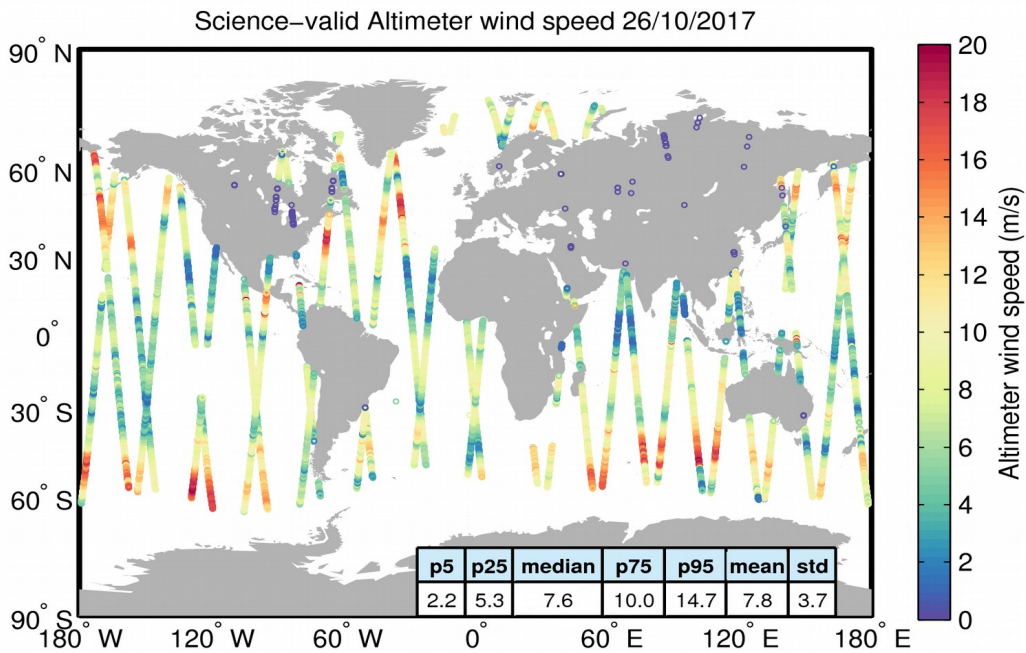 Science−valid Altimeter wind speed 26/10/2017
90° N
60° N
30° N
0°
30° S
60° S
90° S
180° W
120° W
60° W
0°
60° E
120° E
180° E
p5 p25 median p75 p95 mean std
2.2 5.3 7.6 10.0 14.7 7.8 3.7
20
18
16
14
12
10
8
6
4
2
0
Altimeter wind speed (m/s)